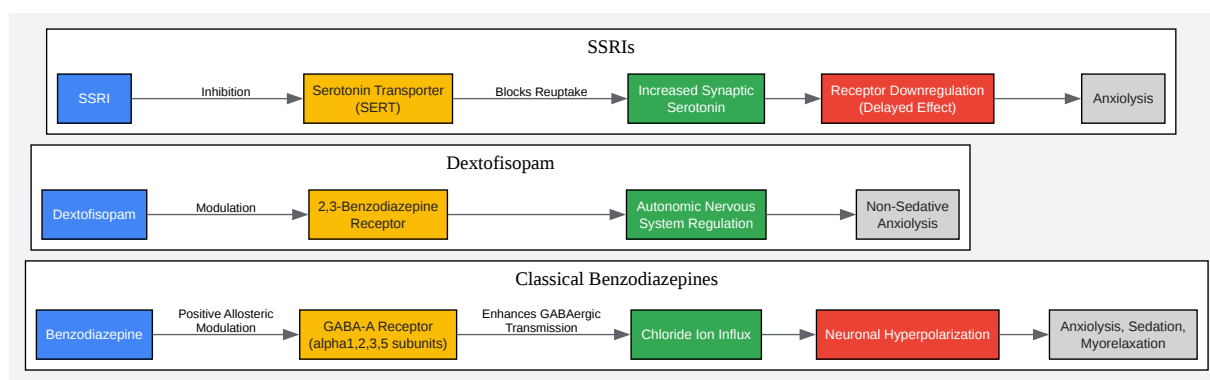 SSRIs
SSRI
Inhibition
Serotonin Transporter
(SERT)
Blocks Reuptake
Increased Synaptic
Serotonin
Receptor Downregulation
(Delayed Effect)
Anxiolysis
Dextofisopam
Dextofisopam
Modulation
2,3-Benzodiazepine
Receptor
Autonomic Nervous
System Regulation
Non-Sedative
Anxiolysis
Classical Benzodiazepines
Benzodiazepine
Positive Allosteric
Modulation
GABA-A Receptor
(alpha1,2,3,5 subunits)
Enhances GABAergic
Transmission
Chloride Ion Influx
Neuronal Hyperpolarization
Anxiolysis, Sedation,
Myorelaxation